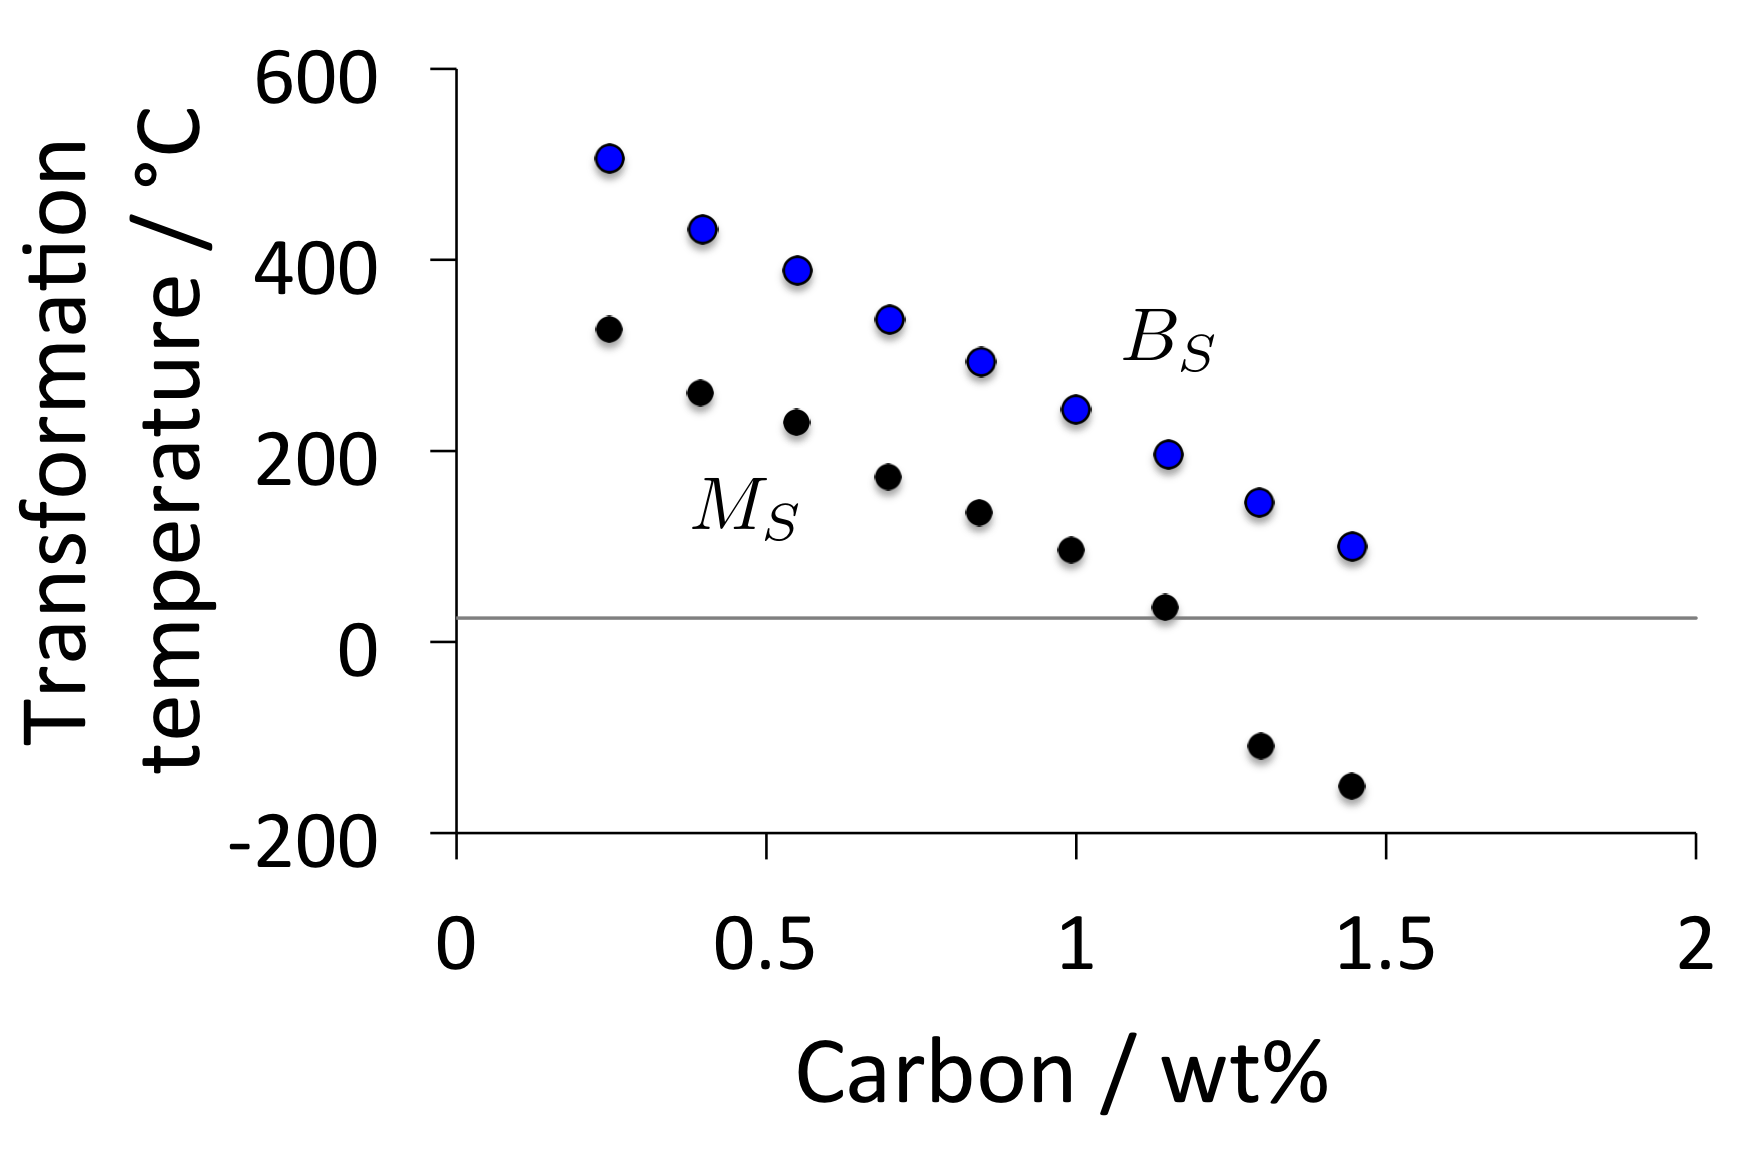 Transformation
temperature / °C
600
400
200
0
-200
B_S
M_S
0 0.5 1 1.5 2
Carbon / wt%